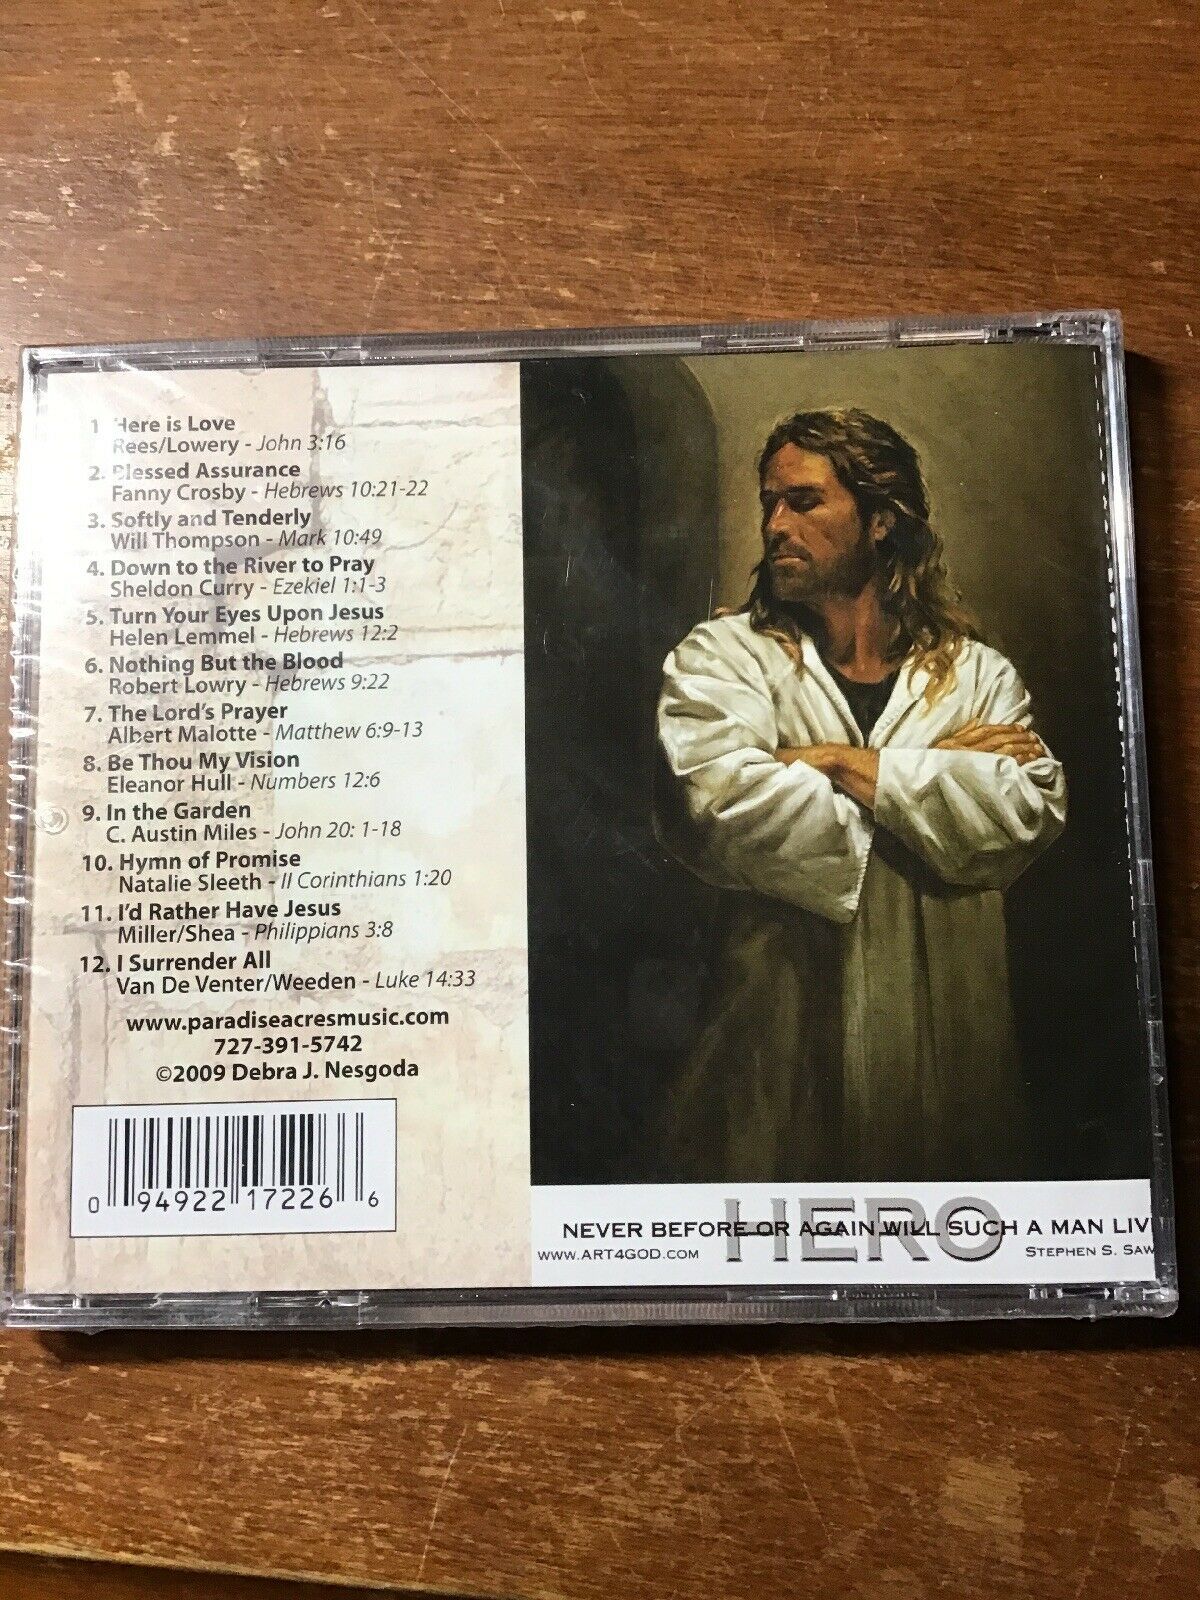 1. Here is Love
Rees/Lowery - John 3:16
2. Blessed Assurance
Fanny Crosby - Hebrews 10:21-22
3. Softly and Tenderly
Will Thompson - Mark 10:49
4. Down to the River to Pray
Sheldon Curry - Ezekiel 1:1-3
5. Turn Your Eyes Upon Jesus
Helen Lemmel - Hebrews 12:2
6. Nothing But the Blood
Robert Lowry - Hebrews 9:22
7. The Lord's Prayer
Albert Malotte - Matthew 6:9-13
8. Be Thou My Vision
Eleanor Hull - Numbers 12:6
9. In the Garden
C. Austin Miles - John 20: 1-18
10. Hymn of Promise
Natalie Sleeth - II Corinthians 1:20
11. I'd Rather Have Jesus
Miller/Shea - Philippians 3:8
12. I Surrender All
Van De Venter/Weeden - Luke 14:33
www.paradiseacresmusic.com
727-391-5742
©2009 Debra J. Nesgoda
0 94922 17226 6
HERO
NEVER BEFORE OR AGAIN WILL SUCH A MAN LIV
WWW.ART4GOD.COM
STEPHEN S. SAW